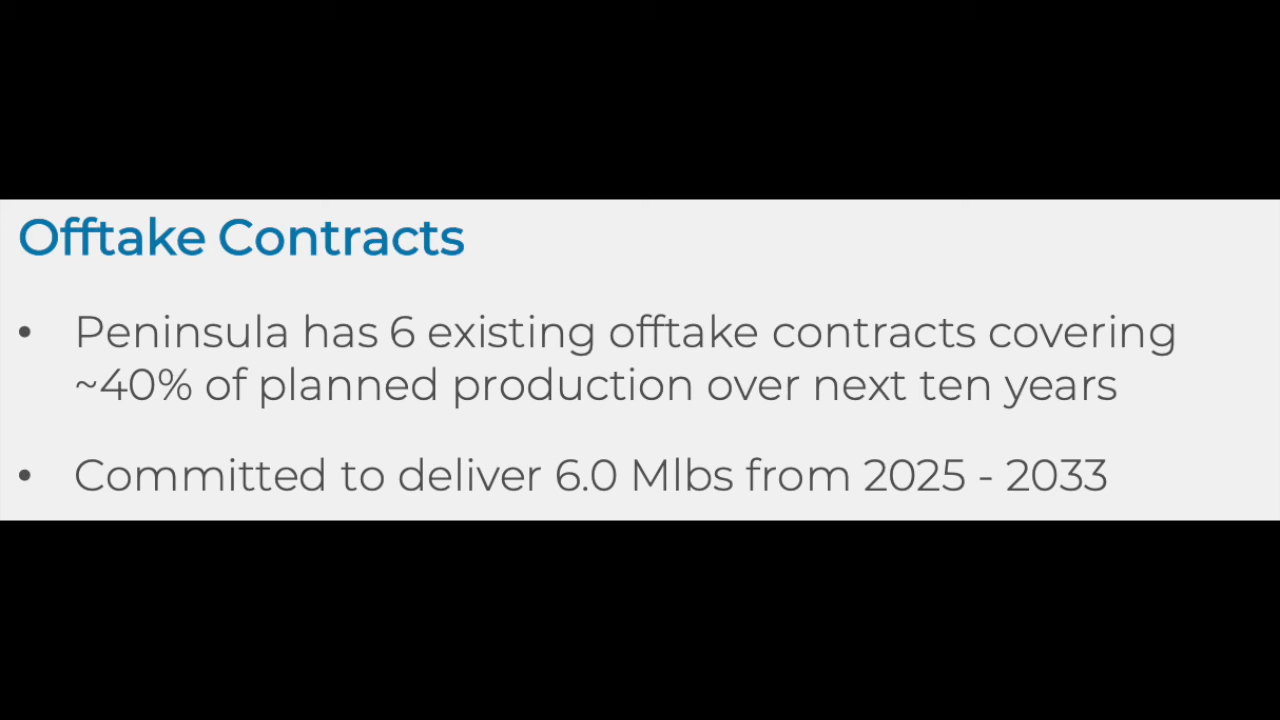 Offtake Contracts
• Peninsula has 6 existing offtake contracts covering
~40% of planned production over next ten years
• Committed to deliver 6.0 Mlbs from 2025 - 2033